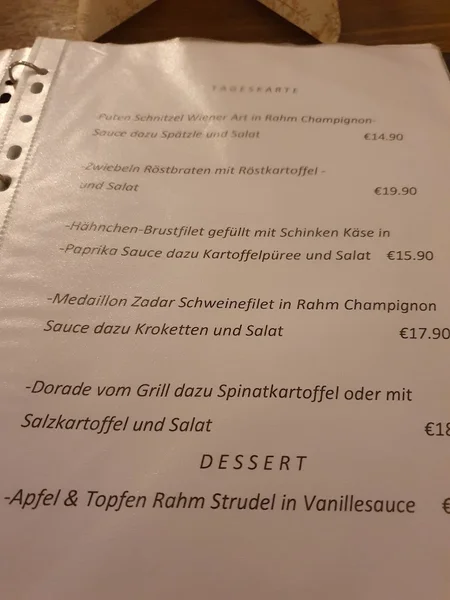 TAGESKARTE
-Puten Schnitzel Wiener Art in Rahm Champignon-
Sauce dazu Spätzle und Salat €14.90
-Zwiebeln Röstbraten mit Röstkartoffel -
und Salat €19.90
-Hähnchen-Brustfilet gefüllt mit Schinken Käse in
-Paprika Sauce dazu Kartoffelpüree und Salat €15.90
-Medaillon Zadar Schweinefilet in Rahm Champignon
Sauce dazu Kroketten und Salat €17.90
-Dorade vom Grill dazu Spinatkartoffel oder mit
Salzkartoffel und Salat €18
DESSERT
-Apfel & Topfen Rahm Strudel in Vanillesauce €